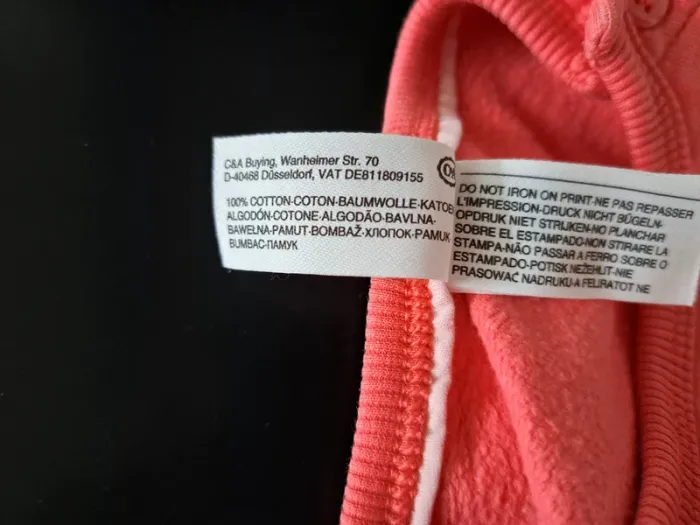 C&A Buying, Wanheimer Str. 70
D-40468 Düsseldorf, VAT DE811809155
100% COTTON-COTON-BAUMWOLLE-KATOE
ALGODÓN-COTONE-ALGODÃO-BAVLNA-
BAWEŁNA-PAMUT-BOMBAŽ-ХЛОПОК-PAMUK
BUMBAC-ПАМУК
DO NOT IRON ON PRINT-NE PAS REPASSER
L'IMPRESSION-DRUCK NICHT BÜGELN-
OPDRUK NIET STRIJKEN-NO PLANCHAR
SOBRE EL ESTAMPADO-NON STIRARE LA
STAMPA-NÃO PASSAR A FERRO SOBRE O
ESTAMPADO-POTISK NEŽEHLIT-NIE
PRASOWAĆ NADRUKU-A FELIRATOT NE